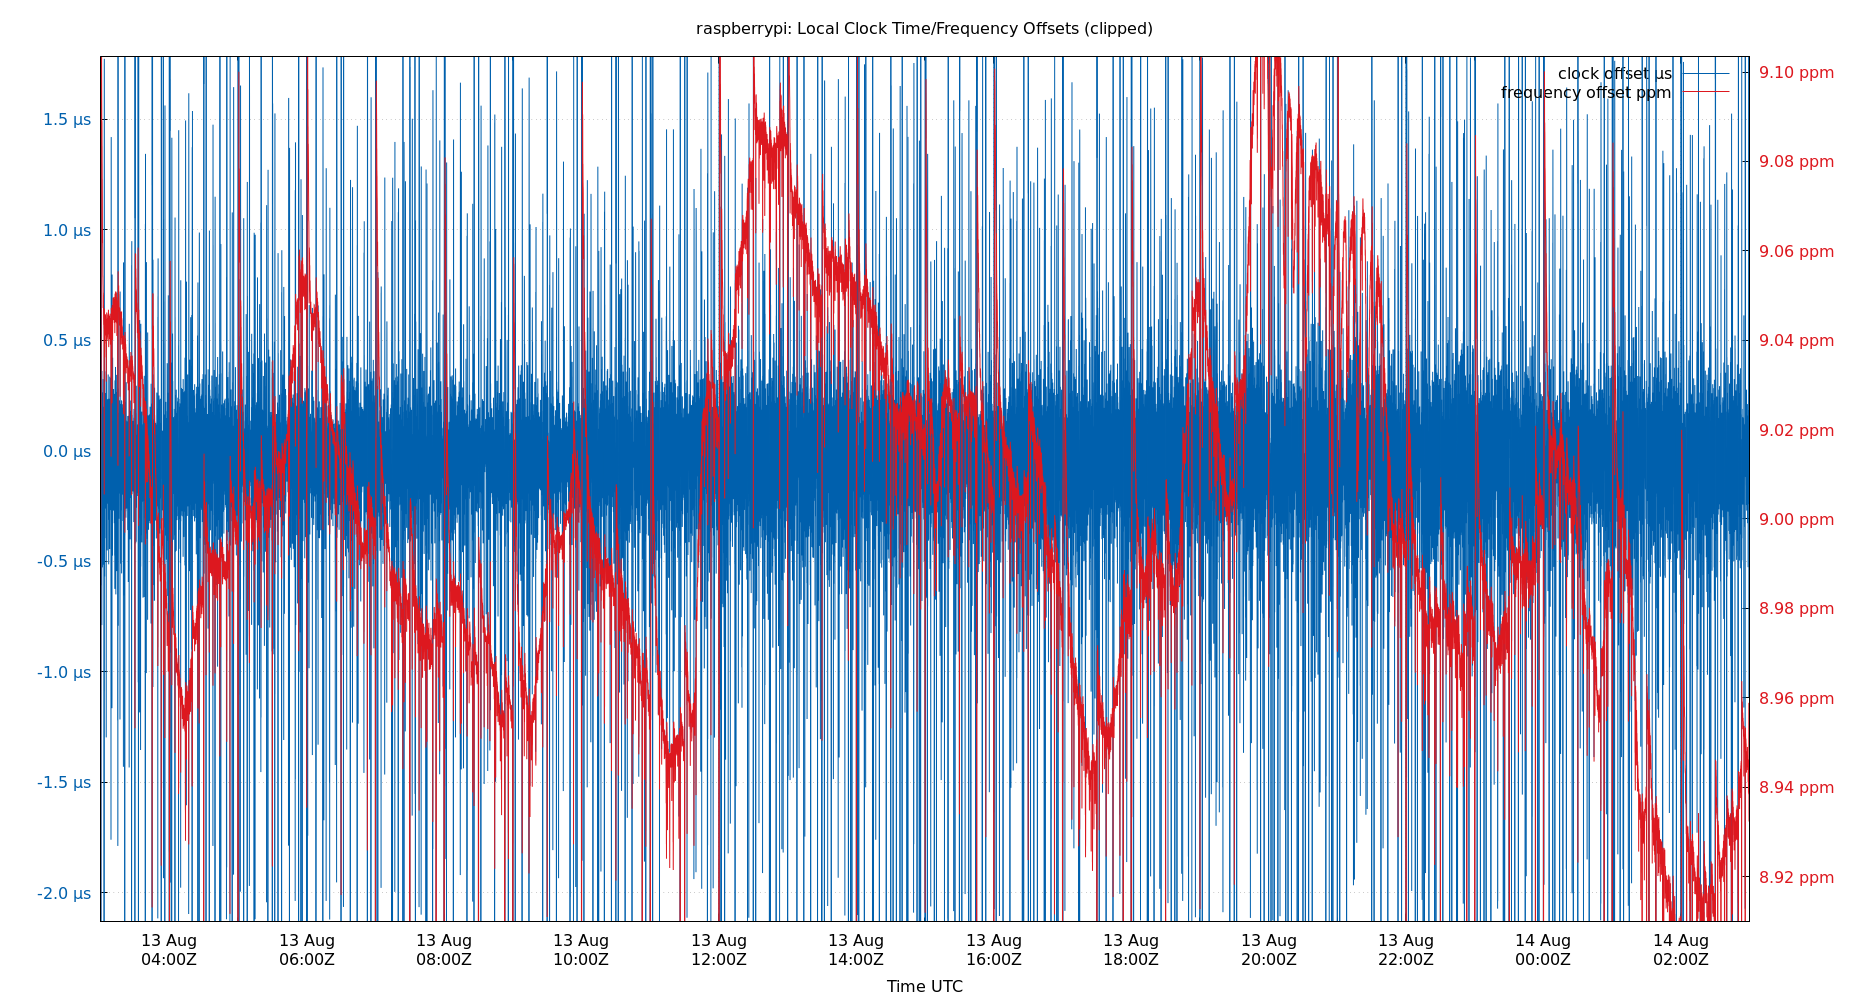 raspberrypi: Local Clock Time/Frequency Offsets (clipped)
clock offset µs
frequency offset ppm
1.5 µs
1.0 µs
0.5 µs
0.0 µs
-0.5 µs
-1.0 µs
-1.5 µs
-2.0 µs
9.10 ppm
9.08 ppm
9.06 ppm
9.04 ppm
9.02 ppm
9.00 ppm
8.98 ppm
8.96 ppm
8.94 ppm
8.92 ppm
13 Aug 13 Aug 13 Aug 13 Aug 13 Aug 13 Aug 13 Aug 13 Aug 13 Aug 13 Aug 14 Aug 14 Aug
04:00Z 06:00Z 08:00Z 10:00Z 12:00Z 14:00Z 16:00Z 18:00Z 20:00Z 22:00Z 00:00Z 02:00Z
Time UTC